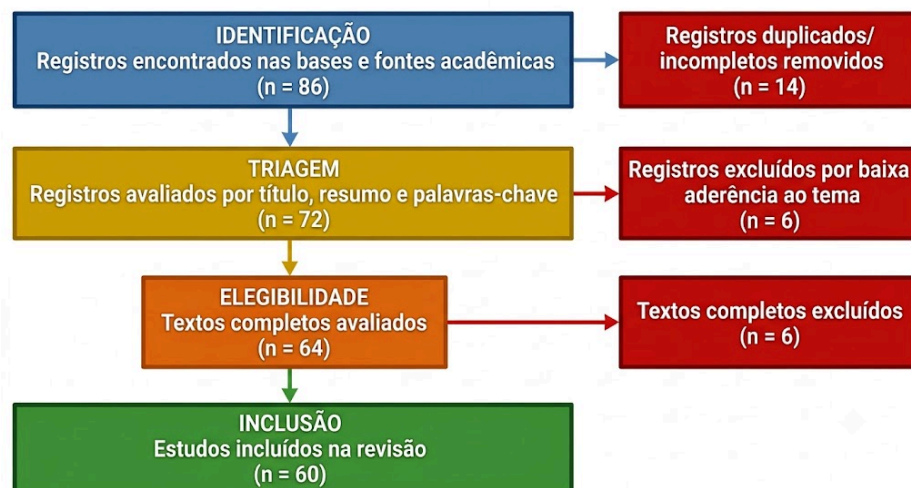 IDENTIFICAÇÃO
Registros encontrados nas bases e fontes acadêmicas
(n = 86)
Registros duplicados/
incompletos removidos
(n = 14)
TRIAGEM
Registros avaliados por título, resumo e palavras-chave
(n = 72)
Registros excluídos por baixa
aderência ao tema
(n = 6)
ELEGIBILIDADE
Textos completos avaliados
(n = 64)
Textos completos excluídos
(n = 6)
INCLUSÃO
Estudos incluídos na revisão
(n = 60)